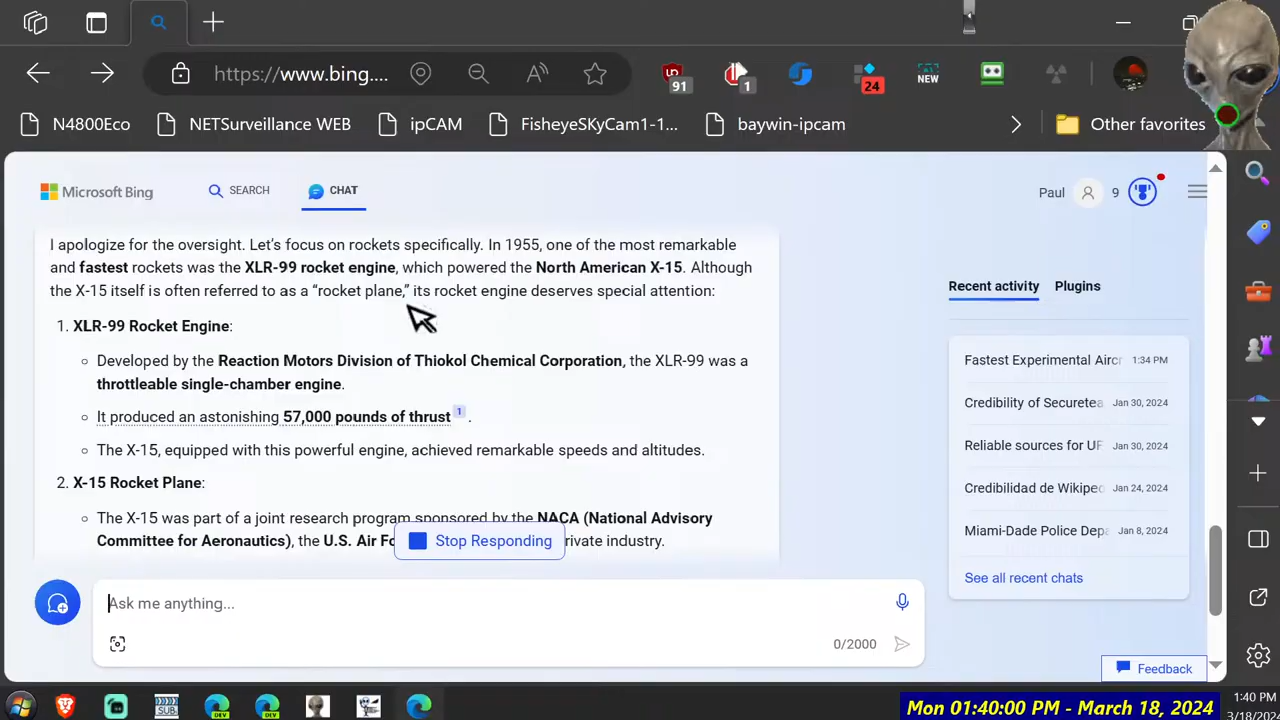 https://www.bing....
91
1
24
NEW
N4800Eco
NETSurveillance WEB
ipCAM
FisheyeSKyCam1-1...
baywin-ipcam
Other favorites
Microsoft Bing
SEARCH
CHAT
Paul
9
I apologize for the oversight. Let's focus on rockets specifically. In 1955, one of the most remarkable
and fastest rockets was the XLR-99 rocket engine, which powered the North American X-15. Although
the X-15 itself is often referred to as a "rocket plane," its rocket engine deserves special attention:
1. XLR-99 Rocket Engine:
Developed by the Reaction Motors Division of Thiokol Chemical Corporation, the XLR-99 was a
throttleable single-chamber engine.
It produced an astonishing 57,000 pounds of thrust 1 .
The X-15, equipped with this powerful engine, achieved remarkable speeds and altitudes.
2. X-15 Rocket Plane:
The X-15 was part of a joint research program sponsored by the NACA (National Advisory
Committee for Aeronautics), the U.S. Air Fo rivate industry.
Stop Responding
Recent activity
Plugins
Fastest Experimental Aircr 1:34 PM
Credibility of Securetea Jan 30, 2024
Reliable sources for UF Jan 30, 2024
Credibilidad de Wikiped Jan 24, 2024
Miami-Dade Police Depa Jan 8, 2024
See all recent chats
Ask me anything...
0/2000
Feedback
SUB
DEV
DEV
Mon 01:40:00 PM - March 18, 2024
1:40 PM
3/18/202